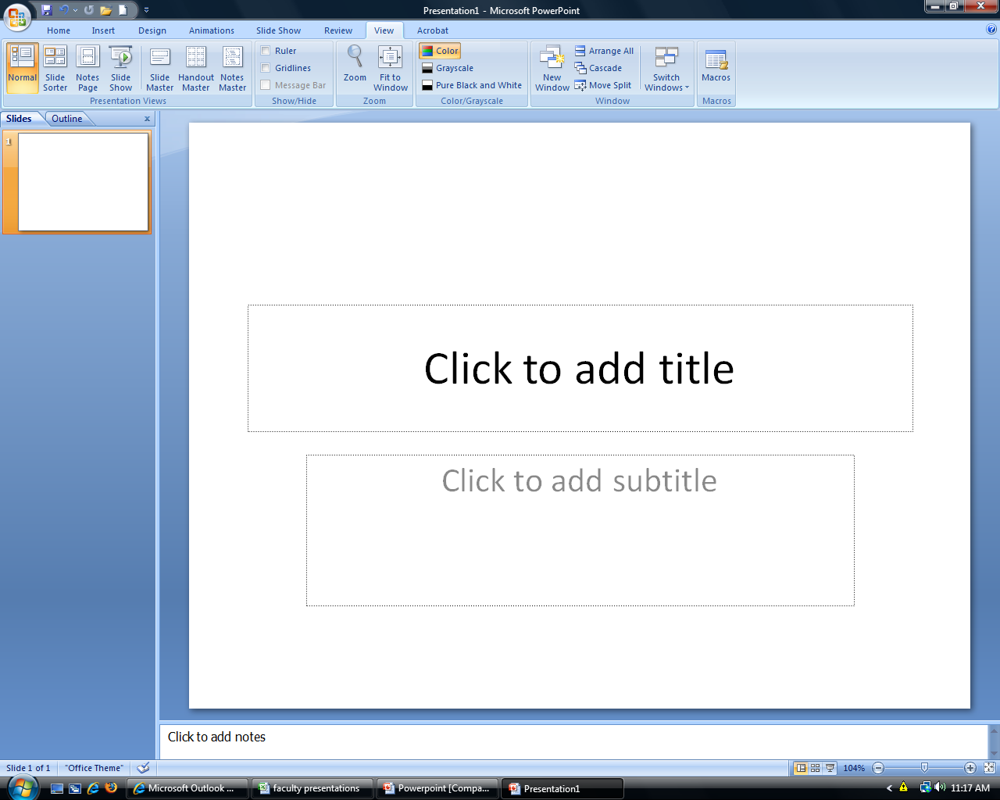 Presentation1 - Microsoft PowerPoint
Home Insert Design Animations Slide Show Review View Acrobat
Normal
Slide Sorter
Notes Page
Slide Show
Slide Master
Handout Master
Notes Master
Presentation Views
Ruler
Gridlines
Message Bar
Show/Hide
Zoom
Fit to Window
Zoom
Color
Grayscale
Pure Black and White
Color/Grayscale
New Window
Arrange All
Cascade
Move Split
Switch Windows
Window
Macros
Macros
Slides Outline x
1
Click to add title
Click to add subtitle
Click to add notes
Slide 1 of 1 "Office Theme" 104%
Microsoft Outlook ... faculty presentations Powerpoint [Compa... Presentation1 11:17 AM